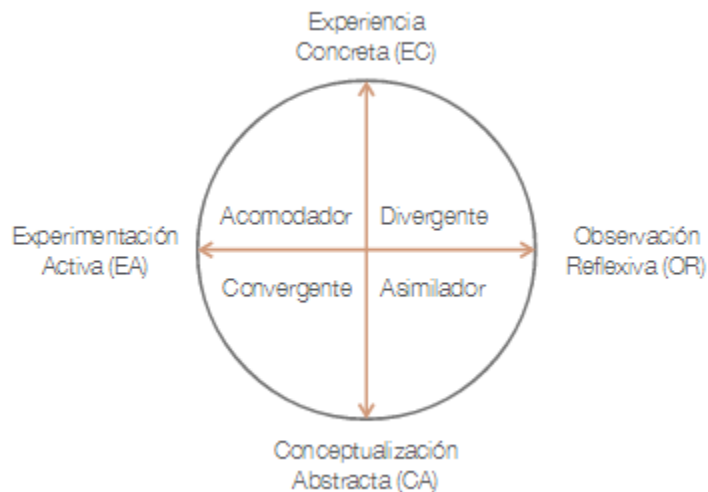 Experiencia
Concreta (EC)
Acomodador
Divergente
Experimentación
Activa (EA)
Observación
Reflexiva (OR)
Convergente
Asimilador
Conceptualización
Abstracta (CA)